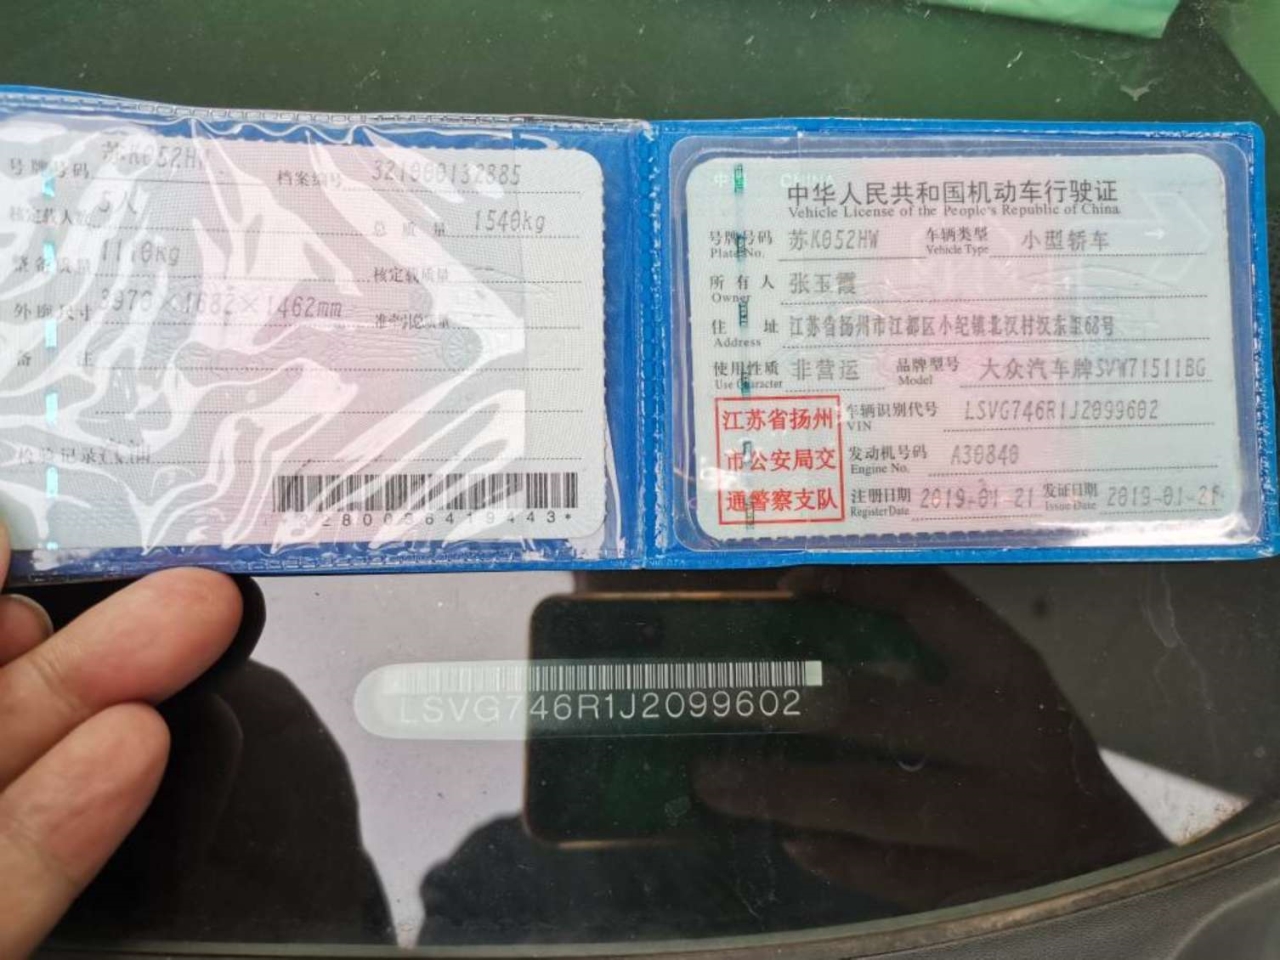 号牌号码 苏K052HW 档案编号 321000132885
核定载人数 5人 总质量 1540kg
整备质量 核定载质量 --
外廓尺寸 3970×1682×1462mm 准牵引总质量 --
备 注
检验记录
中 CHINA
中华人民共和国机动车行驶证
Vehicle License of the People's Republic of China
号牌号码 苏K052HW 车辆类型 小型轿车
Plate No. Vehicle Type
所有人 张玉霞
Owner
住 址 江苏省扬州市江都区小纪镇北汉村汉东组68号
Address
使用性质 非营运 品牌型号 大众汽车牌SVW71511BG
Use Character Model
江苏省扬州
市公安局交
通警察支队
车辆识别代号 LSVG746R1J2099602
VIN
发动机号码 A30840
Engine No.
注册日期 2019-01-21 发证日期 2019-01-21
Register Date Issue Date
LSVG746R1J2099602